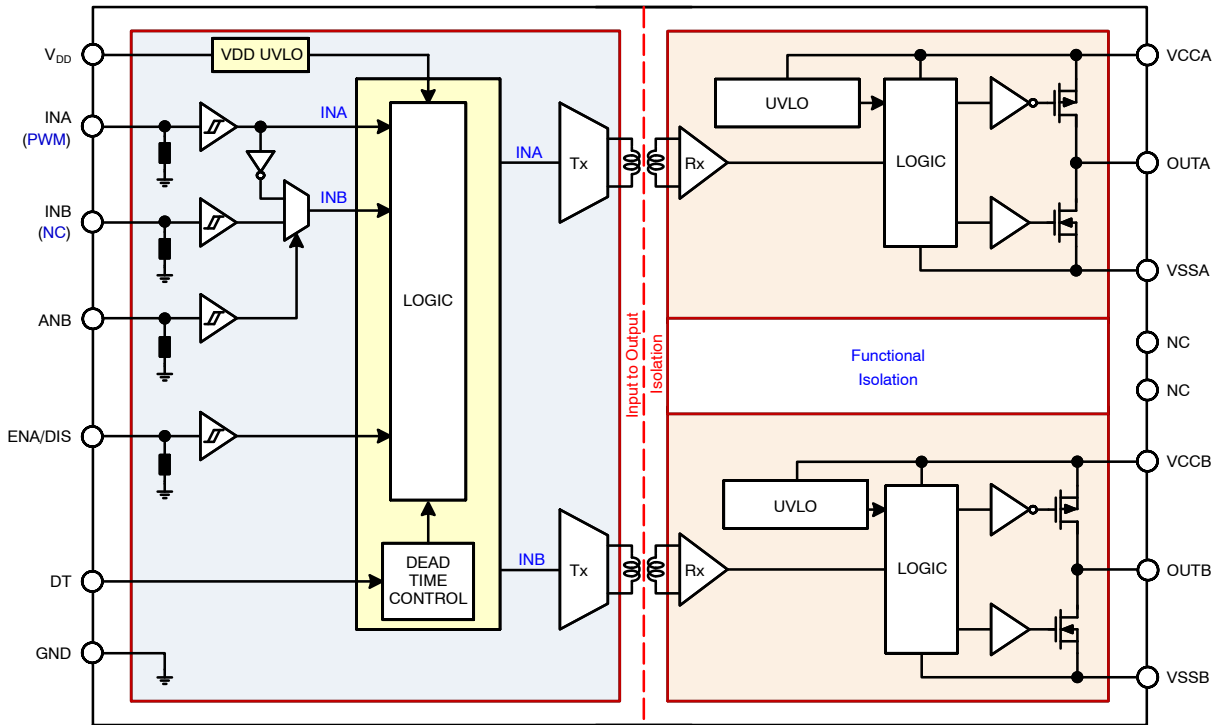 VDD
VDD UVLO
INA
(PWM)
INA
INB
(NC)
INB
ANB
ENA/DIS
LOGIC
DEAD
TIME
CONTROL
DT
GND
INA
Tx
INB
Tx
Input to Output
Isolation
Rx
UVLO
LOGIC
VCCA
OUTA
VSSA
Functional
Isolation
NC
NC
Rx
UVLO
LOGIC
VCCB
OUTB
VSSB